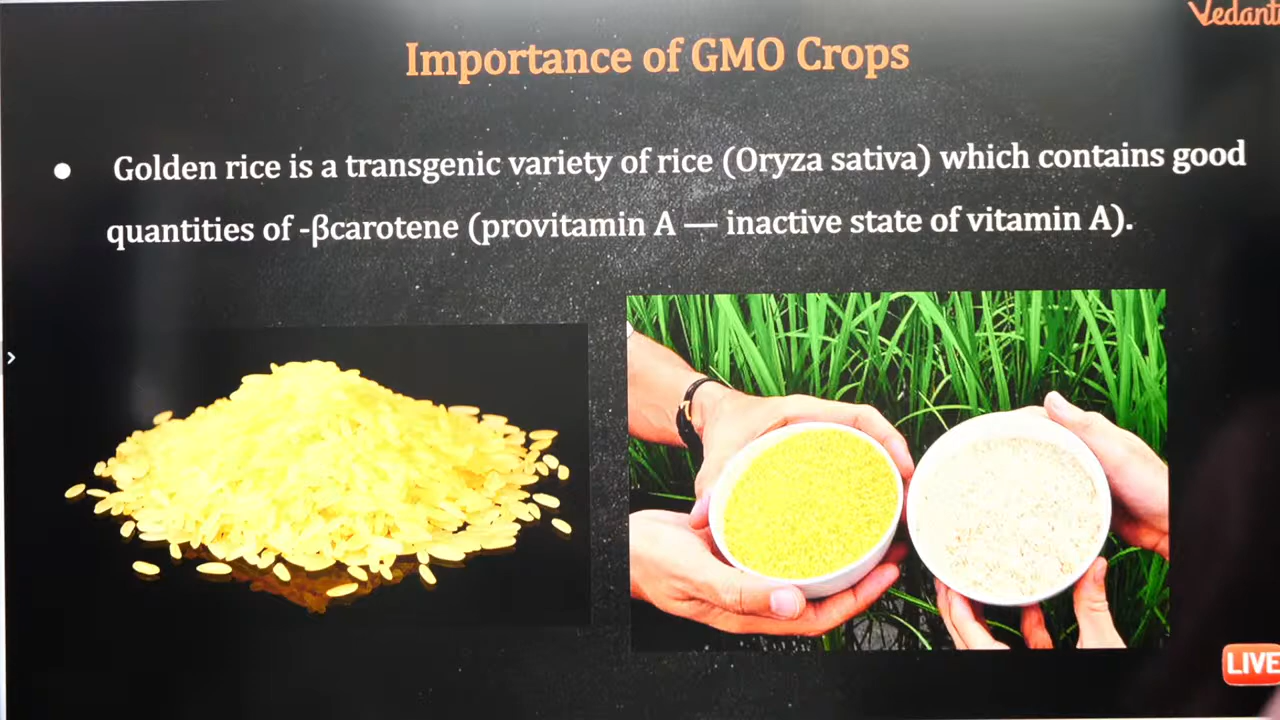 Vedant
Importance of GMO Crops
● Golden rice is a transgenic variety of rice (Oryza sativa) which contains good
quantities of -βcarotene (provitamin A — inactive state of vitamin A).
LIVE